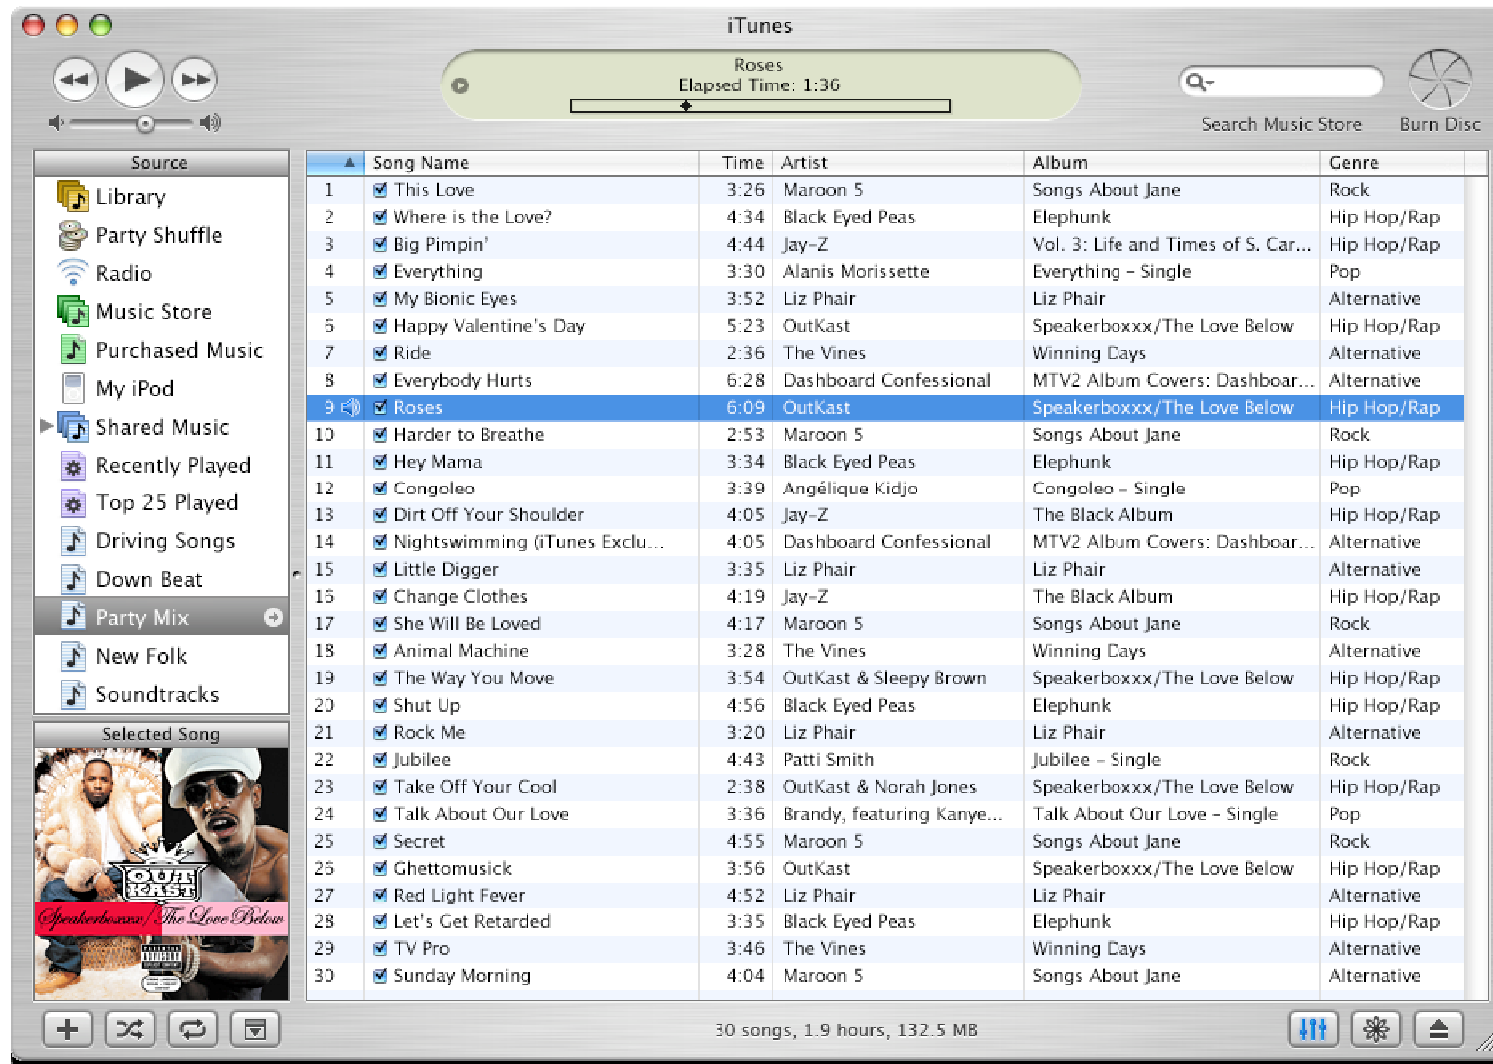 iTunes
Roses
Elapsed Time: 1:36
Search Music Store
Burn Disc
Source
Library
Party Shuffle
Radio
Music Store
Purchased Music
My iPod
Shared Music
Recently Played
Top 25 Played
Driving Songs
Down Beat
Party Mix
New Folk
Soundtracks
Selected Song
OUTKAST
Speakerboxxx/The Love Below
PARENTAL
ADVISORY
EXPLICIT CONTENT
Song Name Time Artist Album Genre
1 This Love 3:26 Maroon 5 Songs About Jane Rock
2 Where is the Love? 4:34 Black Eyed Peas Elephunk Hip Hop/Rap
3 Big Pimpin' 4:44 Jay-Z Vol. 3: Life and Times of S. Car... Hip Hop/Rap
4 Everything 3:30 Alanis Morissette Everything – Single Pop
5 My Bionic Eyes 3:52 Liz Phair Liz Phair Alternative
6 Happy Valentine's Day 5:23 OutKast Speakerboxxx/The Love Below Hip Hop/Rap
7 Ride 2:36 The Vines Winning Days Alternative
8 Everybody Hurts 6:28 Dashboard Confessional MTV2 Album Covers: Dashboar... Alternative
9 Roses 6:09 OutKast Speakerboxxx/The Love Below Hip Hop/Rap
10 Harder to Breathe 2:53 Maroon 5 Songs About Jane Rock
11 Hey Mama 3:34 Black Eyed Peas Elephunk Hip Hop/Rap
12 Congoleo 3:39 Angélique Kidjo Congoleo – Single Pop
13 Dirt Off Your Shoulder 4:05 Jay-Z The Black Album Hip Hop/Rap
14 Nightswimming (iTunes Exclu... 4:05 Dashboard Confessional MTV2 Album Covers: Dashboar... Alternative
15 Little Digger 3:35 Liz Phair Liz Phair Alternative
16 Change Clothes 4:19 Jay-Z The Black Album Hip Hop/Rap
17 She Will Be Loved 4:17 Maroon 5 Songs About Jane Rock
18 Animal Machine 3:28 The Vines Winning Days Alternative
19 The Way You Move 3:54 OutKast & Sleepy Brown Speakerboxxx/The Love Below Hip Hop/Rap
20 Shut Up 4:56 Black Eyed Peas Elephunk Hip Hop/Rap
21 Rock Me 3:20 Liz Phair Liz Phair Alternative
22 Jubilee 4:43 Patti Smith Jubilee – Single Rock
23 Take Off Your Cool 2:38 OutKast & Norah Jones Speakerboxxx/The Love Below Hip Hop/Rap
24 Talk About Our Love 3:36 Brandy, featuring Kanye... Talk About Our Love – Single Pop
25 Secret 4:55 Maroon 5 Songs About Jane Rock
26 Ghettomusick 3:56 OutKast Speakerboxxx/The Love Below Hip Hop/Rap
27 Red Light Fever 4:52 Liz Phair Liz Phair Alternative
28 Let's Get Retarded 3:35 Black Eyed Peas Elephunk Hip Hop/Rap
29 TV Pro 3:46 The Vines Winning Days Alternative
30 Sunday Morning 4:04 Maroon 5 Songs About Jane Alternative
30 songs, 1.9 hours, 132.5 MB